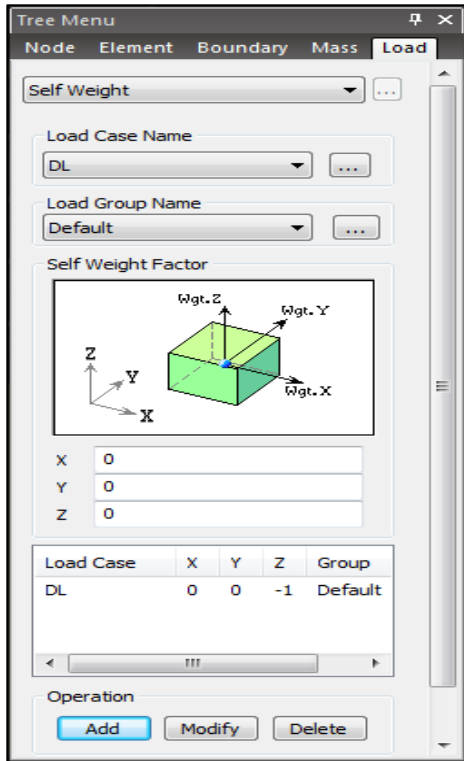 Tree Menu
Node Element Boundary Mass Load
Self Weight
...
Load Case Name
DL
...
Load Group Name
Default
...
Self Weight Factor
Wgt.Z
Wgt.Y
Z
Y
X
Wgt.X
X 0
Y 0
Z 0
Load Case X Y Z Group
DL 0 0 -1 Default
Operation
Add Modify Delete